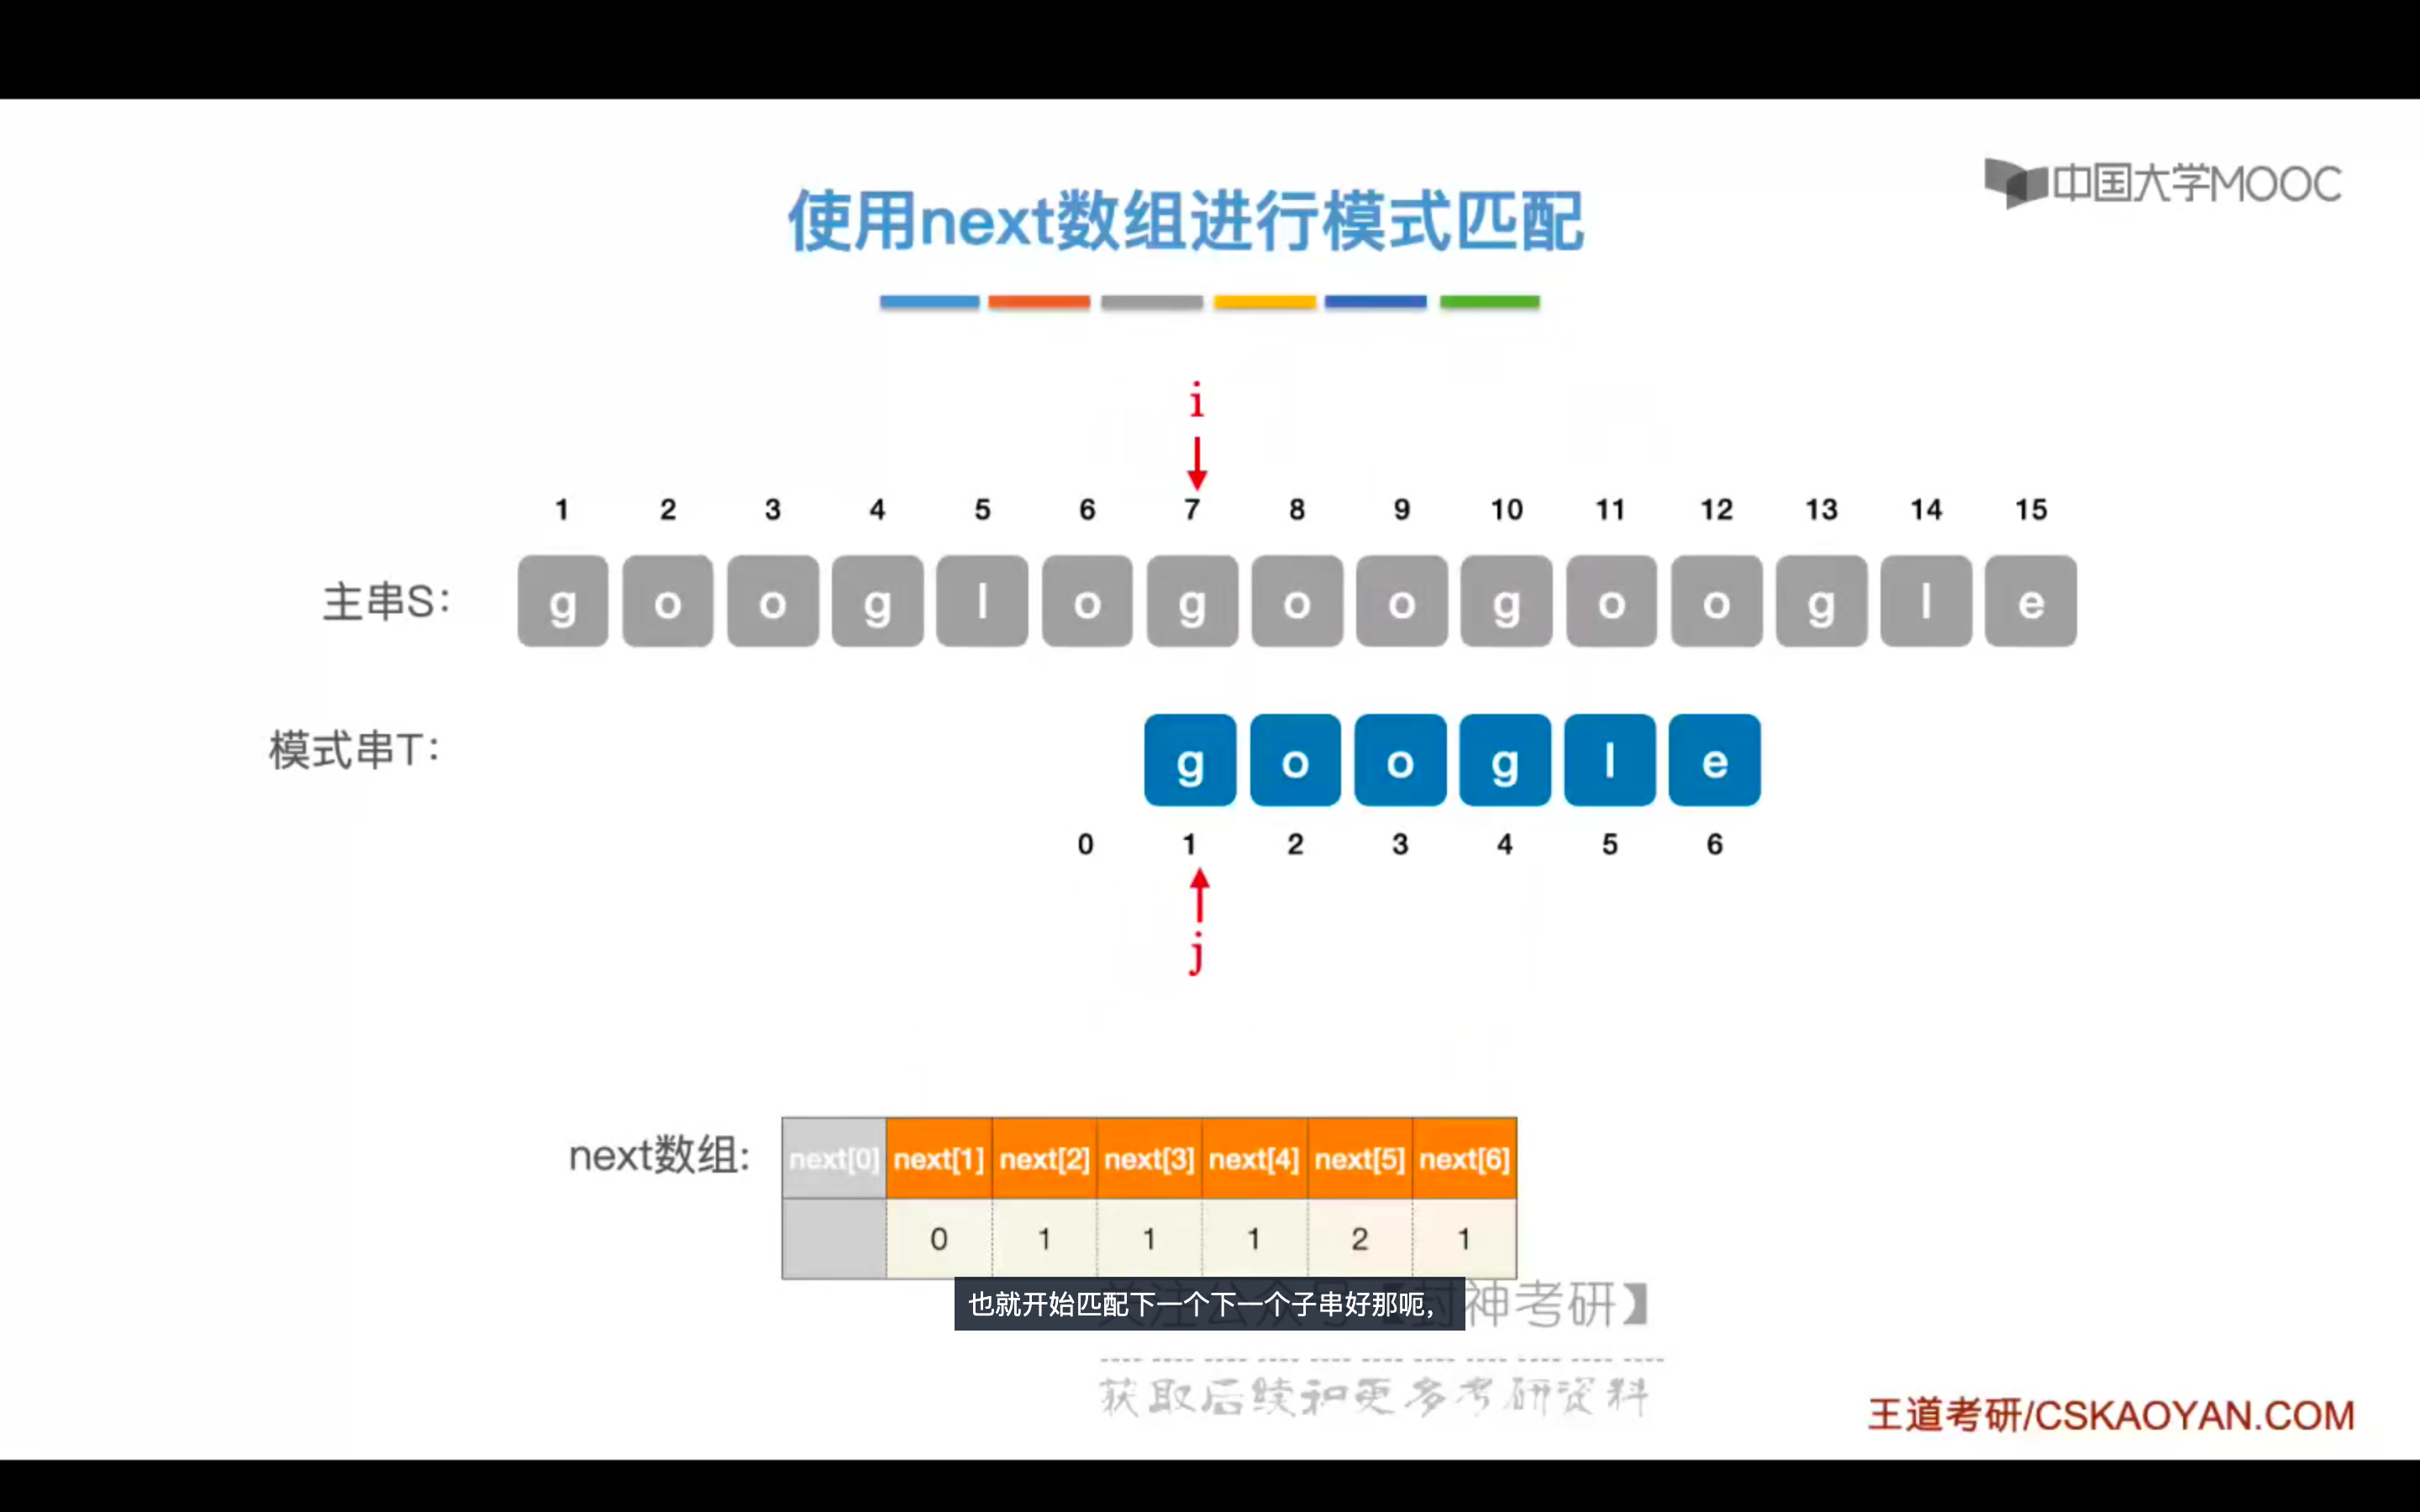 中国大学MOOC
使用next数组进行模式匹配
i
1 2 3 4 5 6 7 8 9 10 11 12 13 14 15
主串S: g o o g l o g o o g o o g l e
模式串T: g o o g l e
0 1 2 3 4 5 6
j
next数组: next[0] next[1] next[2] next[3] next[4] next[5] next[6]
0 1 1 1 2 1
也就开始匹配下一个下一个子串好那呃,
神考研】
获取后续和更多考研资料
王道考研/CSKAOYAN.COM